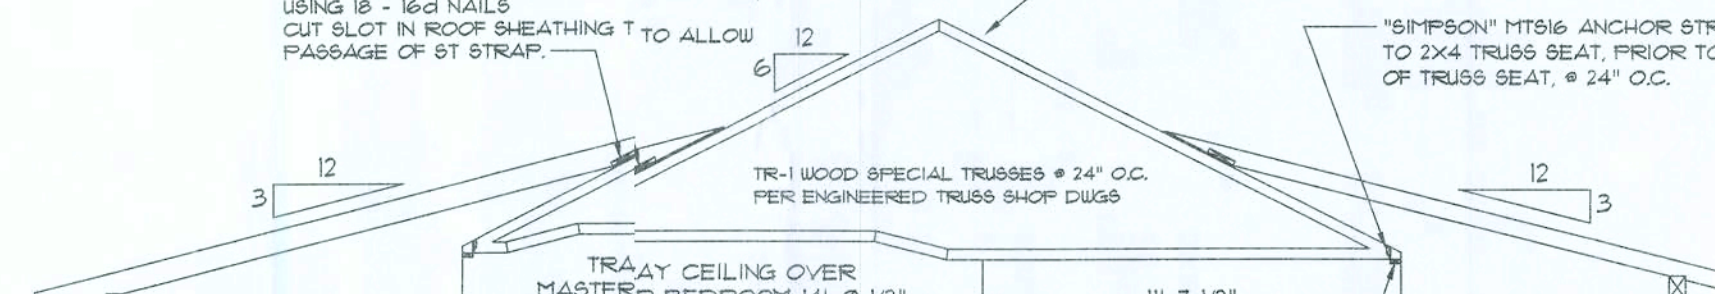 USING 18 - 16d NAILS
CUT SLOT IN ROOF SHEATHING T TO ALLOW
PASSAGE OF ST STRAP.
12
6
"SIMPSON" MTS16 ANCHOR STR
TO 2X4 TRUSS SEAT, PRIOR TO
OF TRUSS SEAT, @ 24" O.C.
12
3
TR-1 WOOD SPECIAL TRUSSES @ 24" O.C.
PER ENGINEERED TRUSS SHOP DWGS
12
3
TRA AY CEILING OVER
MASTER